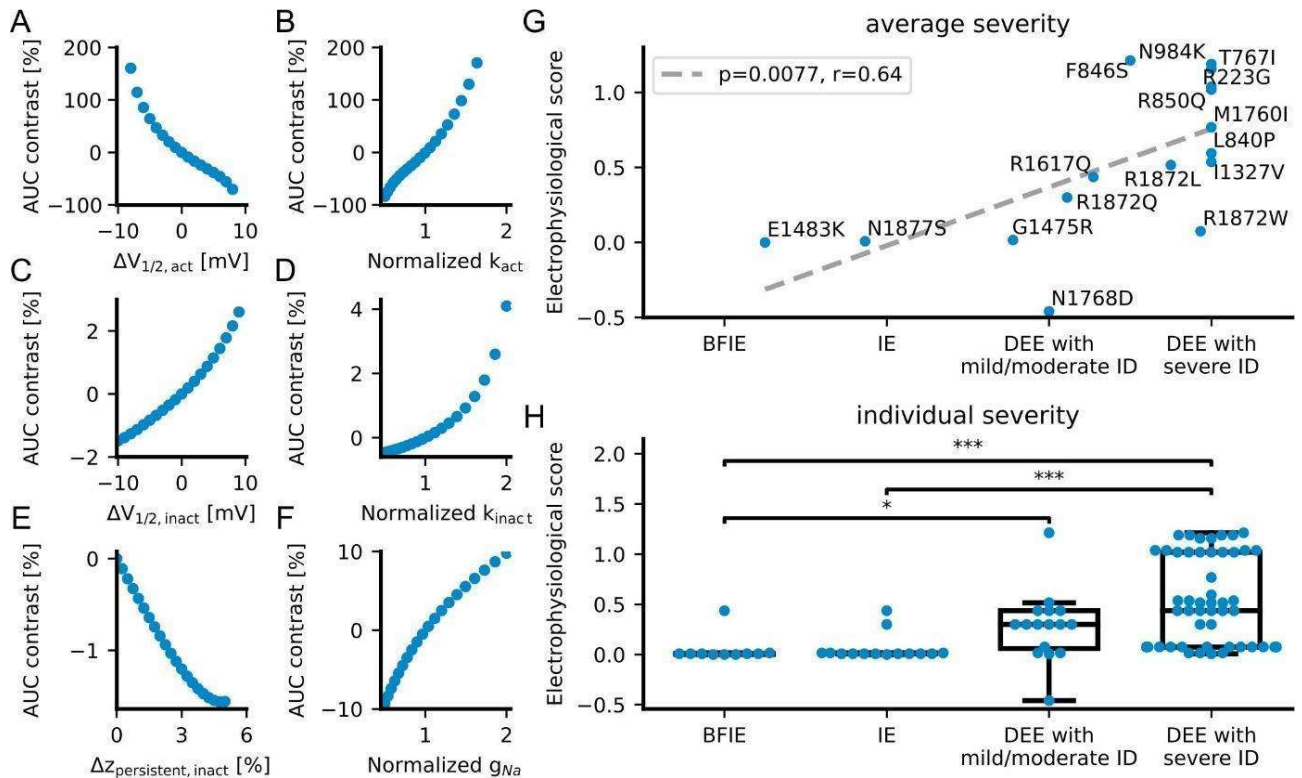 A
AUC contrast [%]
200
100
0
−100
−10
0
10
ΔV1/2, act [mV]
B
AUC contrast [%]
200
100
0
−100
1
2
Normalized kact
C
AUC contrast [%]
2
0
−2
−10
0
10
ΔV1/2, inact [mV]
D
AUC contrast [%]
4
2
0
1
2
Normalized kinact
E
AUC contrast [%]
0
−1
0
3
6
Δzpersistent, inact [%]
F
AUC contrast [%]
10
0
−10
1
2
Normalized gNa
G
average severity
Electrophysiological score
1.0
0.5
0.0
−0.5
p=0.0077, r=0.64
N984K
T767I
F846S
R223G
R850Q
M1760I
L840P
R1617Q
R1872L
I1327V
R1872Q
E1483K
N1877S
G1475R
R1872W
N1768D
BFIE
IE
DEE with
mild/moderate ID
DEE with
severe ID
H
individual severity
Electrophysiological score
2.0
1.5
1.0
0.5
0.0
−0.5
***
***
*
BFIE
IE
DEE with
mild/moderate ID
DEE with
severe ID